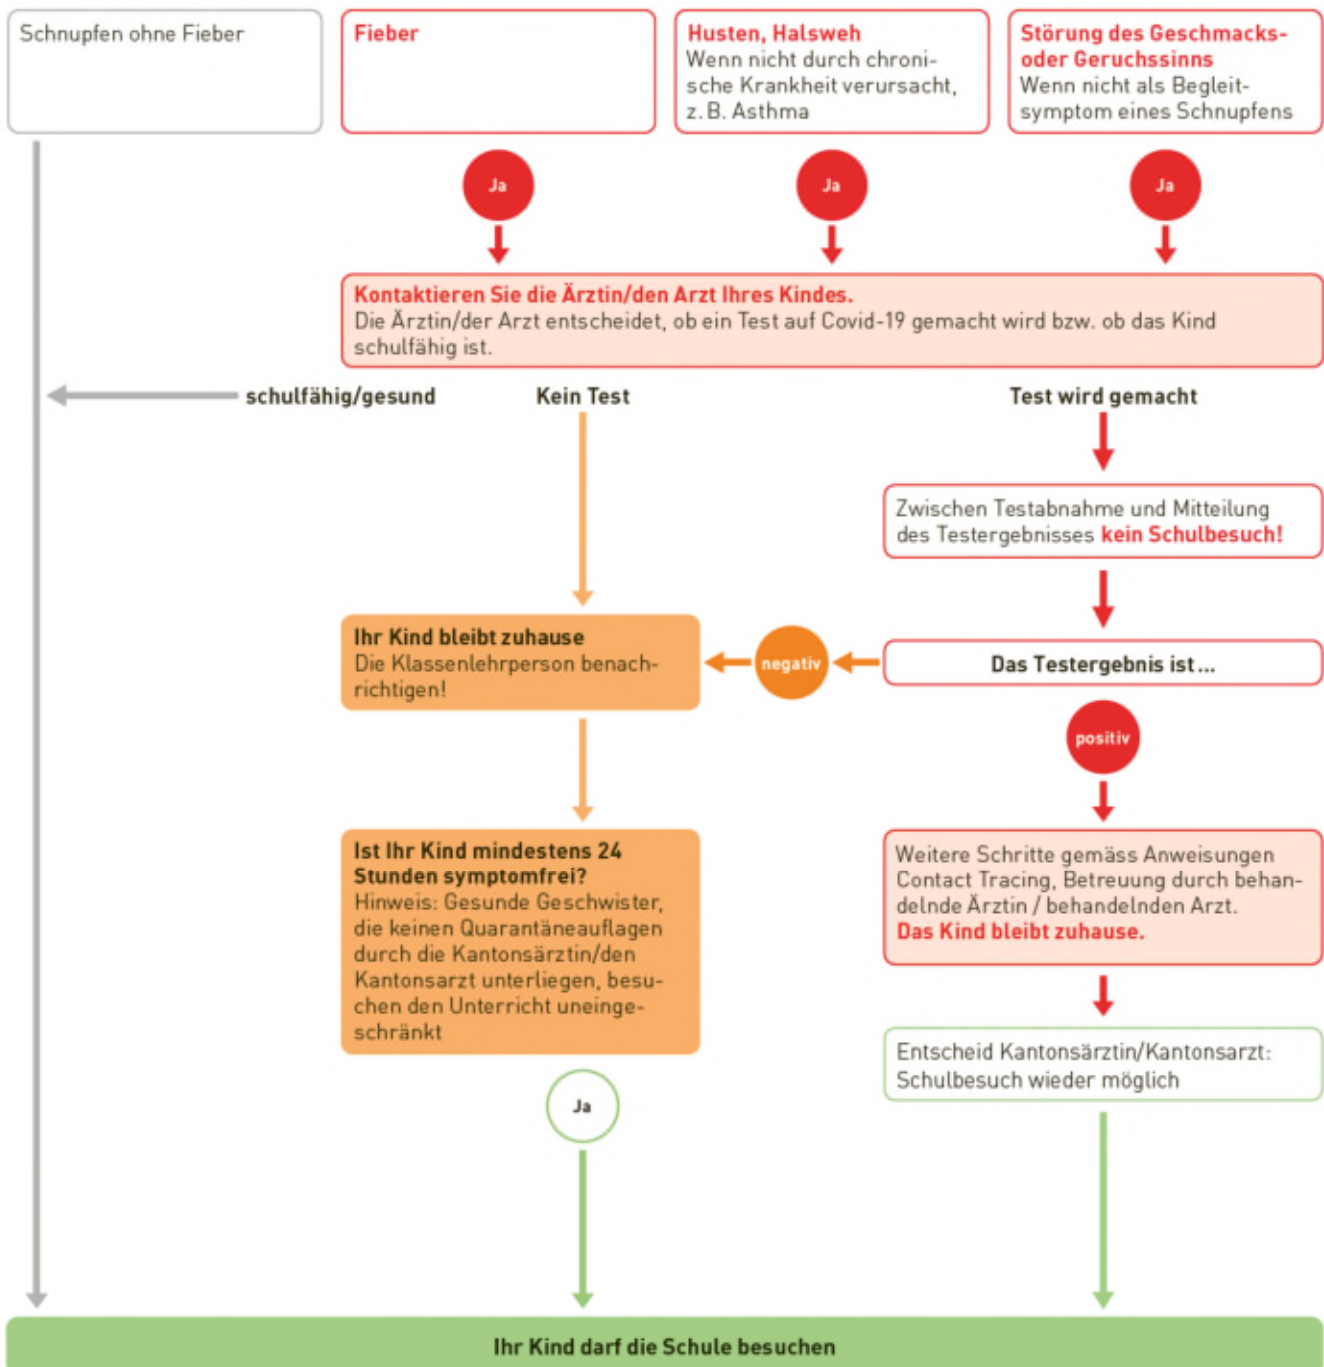 Schnupfen ohne Fieber
Fieber
Husten, Halsweh
Wenn nicht durch chroni-
sche Krankheit verursacht,
z. B. Asthma
Störung des Geschmacks-
oder Geruchssinns
Wenn nicht als Begleit-
symptom eines Schnupfens
Ja
Ja
Ja
Kontaktieren Sie die Ärztin/den Arzt Ihres Kindes.
Die Ärztin/der Arzt entscheidet, ob ein Test auf Covid-19 gemacht wird bzw. ob das Kind
schulfähig ist.
schulfähig/gesund
Kein Test
Test wird gemacht
Zwischen Testabnahme und Mitteilung
des Testergebnisses kein Schulbesuch!
Ihr Kind bleibt zuhause
Die Klassenlehrperson benach-
richtigen!
negativ
Das Testergebnis ist ...
positiv
Ist Ihr Kind mindestens 24
Stunden symptomfrei?
Hinweis: Gesunde Geschwister,
die keinen Quarantäneauflagen
durch die Kantonsärztin/den
Kantonsarzt unterliegen, besu-
chen den Unterricht uneinge-
schränkt
Weitere Schritte gemäss Anweisungen
Contact Tracing, Betreuung durch behan-
delnde Ärztin / behandelnden Arzt.
Das Kind bleibt zuhause.
Entscheid Kantonsärztin/Kantonsarzt:
Schulbesuch wieder möglich
Ja
Ihr Kind darf die Schule besuchen